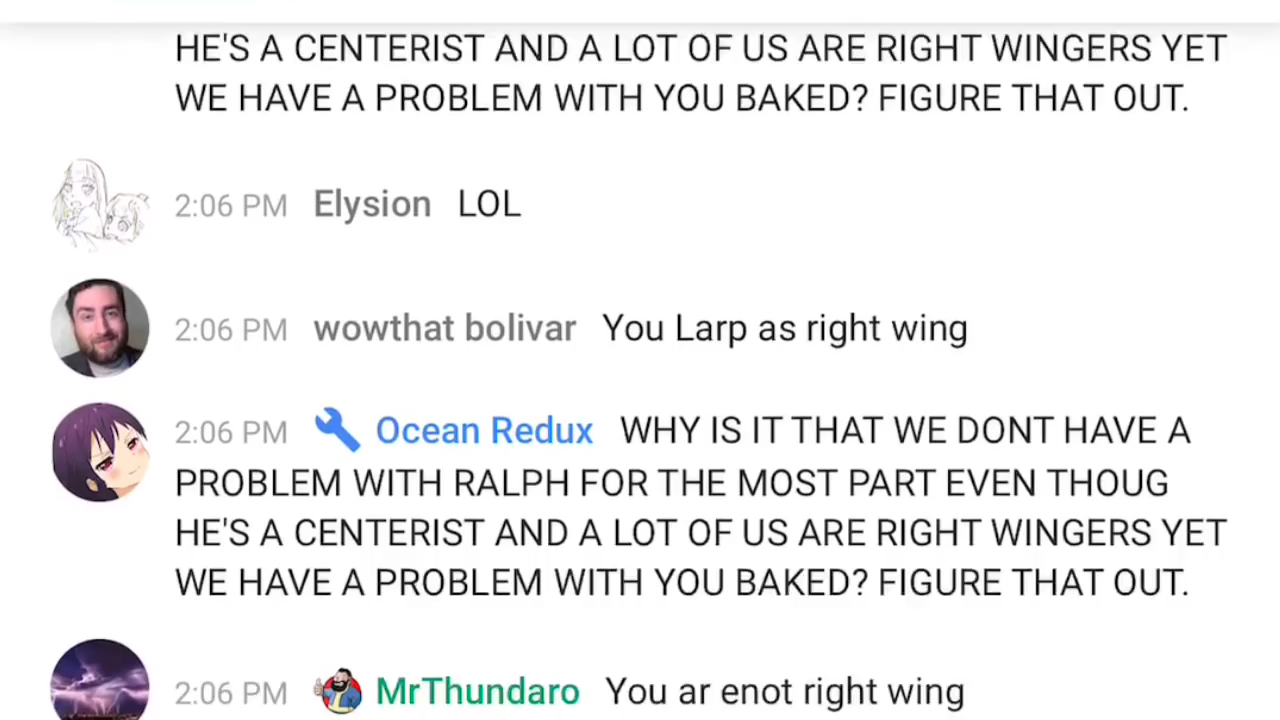 HE'S A CENTERIST AND A LOT OF US ARE RIGHT WINGERS YET
WE HAVE A PROBLEM WITH YOU BAKED? FIGURE THAT OUT.
2:06 PM Elysion LOL
2:06 PM wowthat bolivar You Larp as right wing
2:06 PM Ocean Redux WHY IS IT THAT WE DONT HAVE A
PROBLEM WITH RALPH FOR THE MOST PART EVEN THOUG
HE'S A CENTERIST AND A LOT OF US ARE RIGHT WINGERS YET
WE HAVE A PROBLEM WITH YOU BAKED? FIGURE THAT OUT.
2:06 PM MrThundaro You ar enot right wing